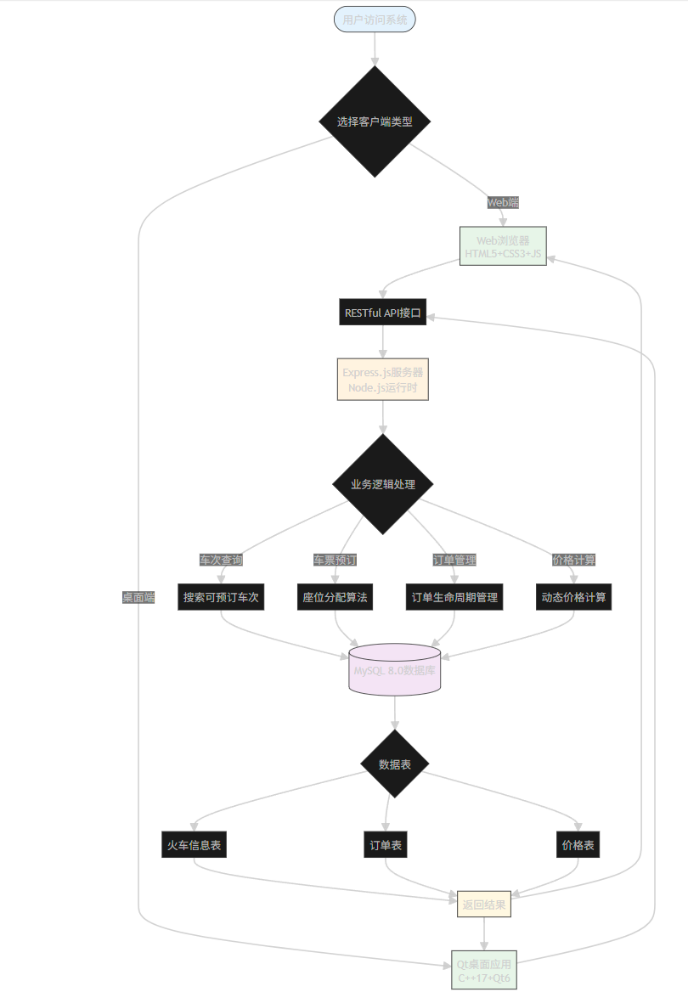 用户访问系统
选择客户端类型
Web端
Web浏览器
HTML5+CSS3+JS
RESTful API接口
Express.js服务器
Node.js运行时
业务逻辑处理
车次查询
车票预订
订单管理
价格计算
桌面端
搜索可预订车次
座位分配算法
订单生命周期管理
动态价格计算
MySQL 8.0数据库
数据表
火车信息表
订单表
价格表
返回结果
Qt桌面应用
C++17+Qt6